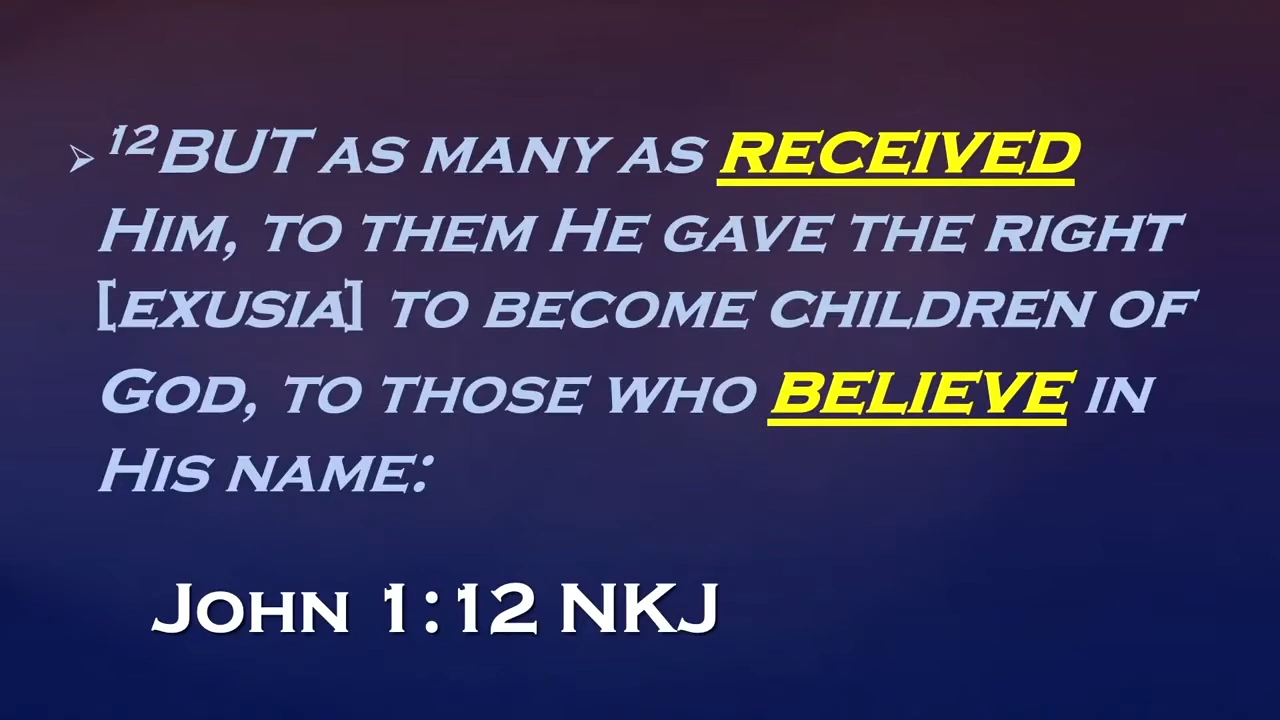 ➢ ¹²BUT AS MANY AS RECEIVED
HIM, TO THEM HE GAVE THE RIGHT
[EXUSIA] TO BECOME CHILDREN OF
GOD, TO THOSE WHO BELIEVE IN
HIS NAME:
JOHN 1:12 NKJ